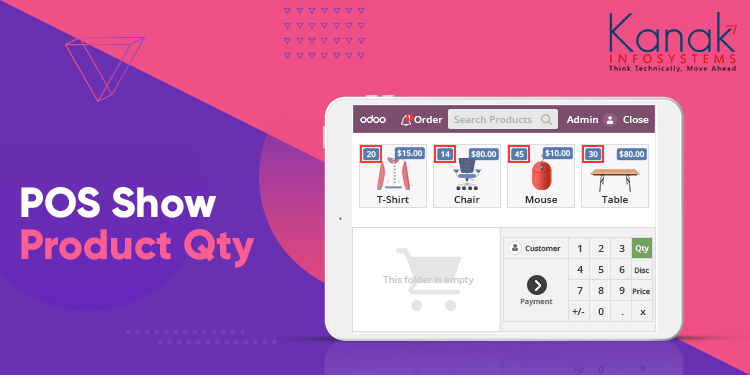 Kanak
INFOSYSTEMS
Think Technically, Move Ahead
POS Show
Product Qty
odoo 1 Order Search Products Admin Close
20 $15.00 14 $80.00 45 $10.00 30 $80.00
T-Shirt Chair Mouse Table
This folder is empty
Customer 1 2 3 Qty
4 5 6 Disc
Payment 7 8 9 Price
+/- 0 . x